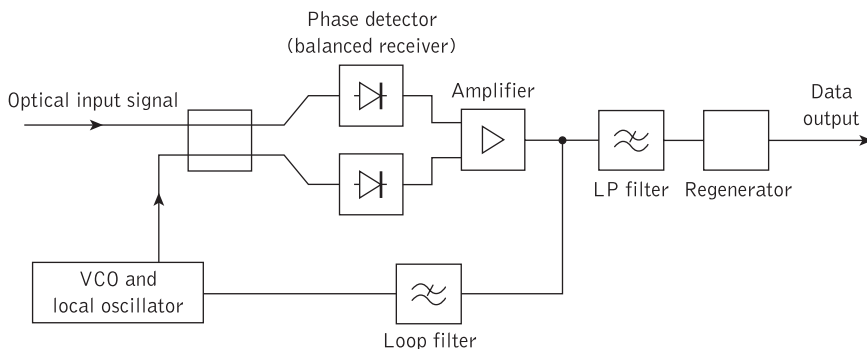 Phase detector
(balanced receiver)
Optical input signal
Amplifier
Data
output
LP filter
Regenerator
VCO and
local oscillator
Loop filter